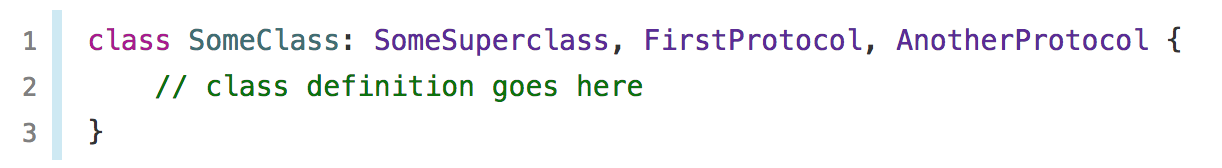 1 class SomeClass: SomeSuperclass, FirstProtocol, AnotherProtocol {
2     // class definition goes here
3 }